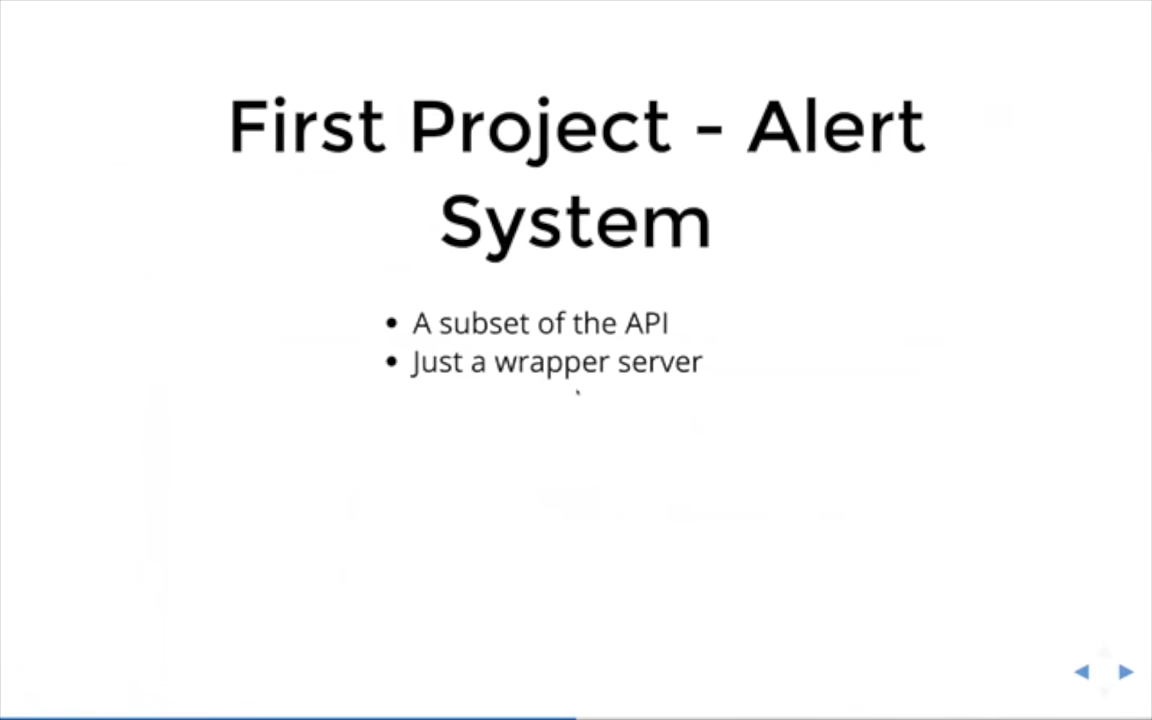 First Project - Alert
System
A subset of the API
Just a wrapper server